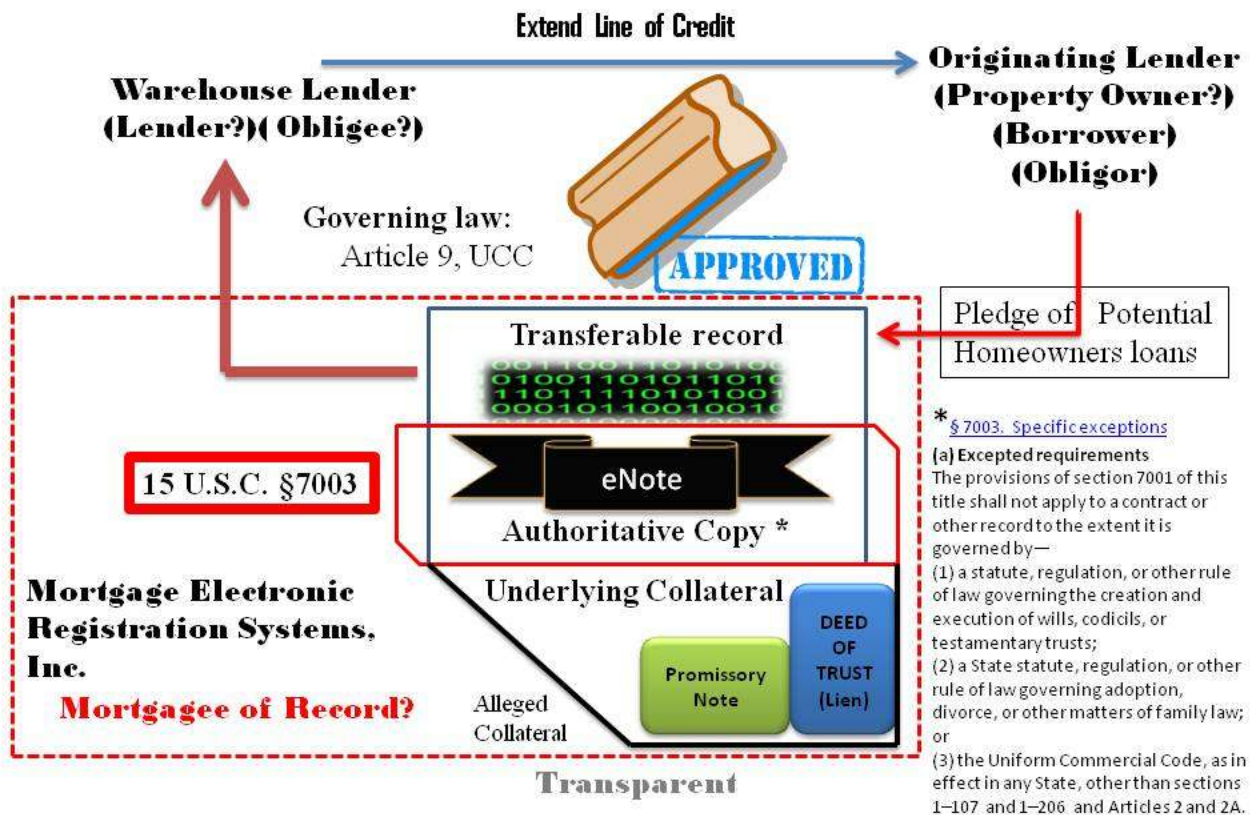 Extend Line of Credit
Warehouse Lender
(Lender?)( Obligee?)
Originating Lender
(Property Owner?)
(Borrower)
(Obligor)
Governing law:
Article 9, UCC
APPROVED
Pledge of Potential
Homeowners loans
Transferable record
010011010110101
110111101010101
000101100100101
eNote
Authoritative Copy *
15 U.S.C. §7003
Underlying Collateral
Promissory
Note
DEED
OF
TRUST
(Lien)
Alleged
Collateral
Mortgage Electronic
Registration Systems,
Inc.
Mortgagee of Record?
Transparent
* § 7003. Specific exceptions
(a) Excepted requirements
The provisions of section 7001 of this
title shall not apply to a contract or
other record to the extent it is
governed by—
(1) a statute, regulation, or other rule
of law governing the creation and
execution of wills, codicils, or
testamentary trusts;
(2) a State statute, regulation, or other
rule of law governing adoption,
divorce, or other matters of family law;
or
(3) the Uniform Commercial Code, as in
effect in any State, other than sections
1–107 and 1–206 and Articles 2 and 2A.